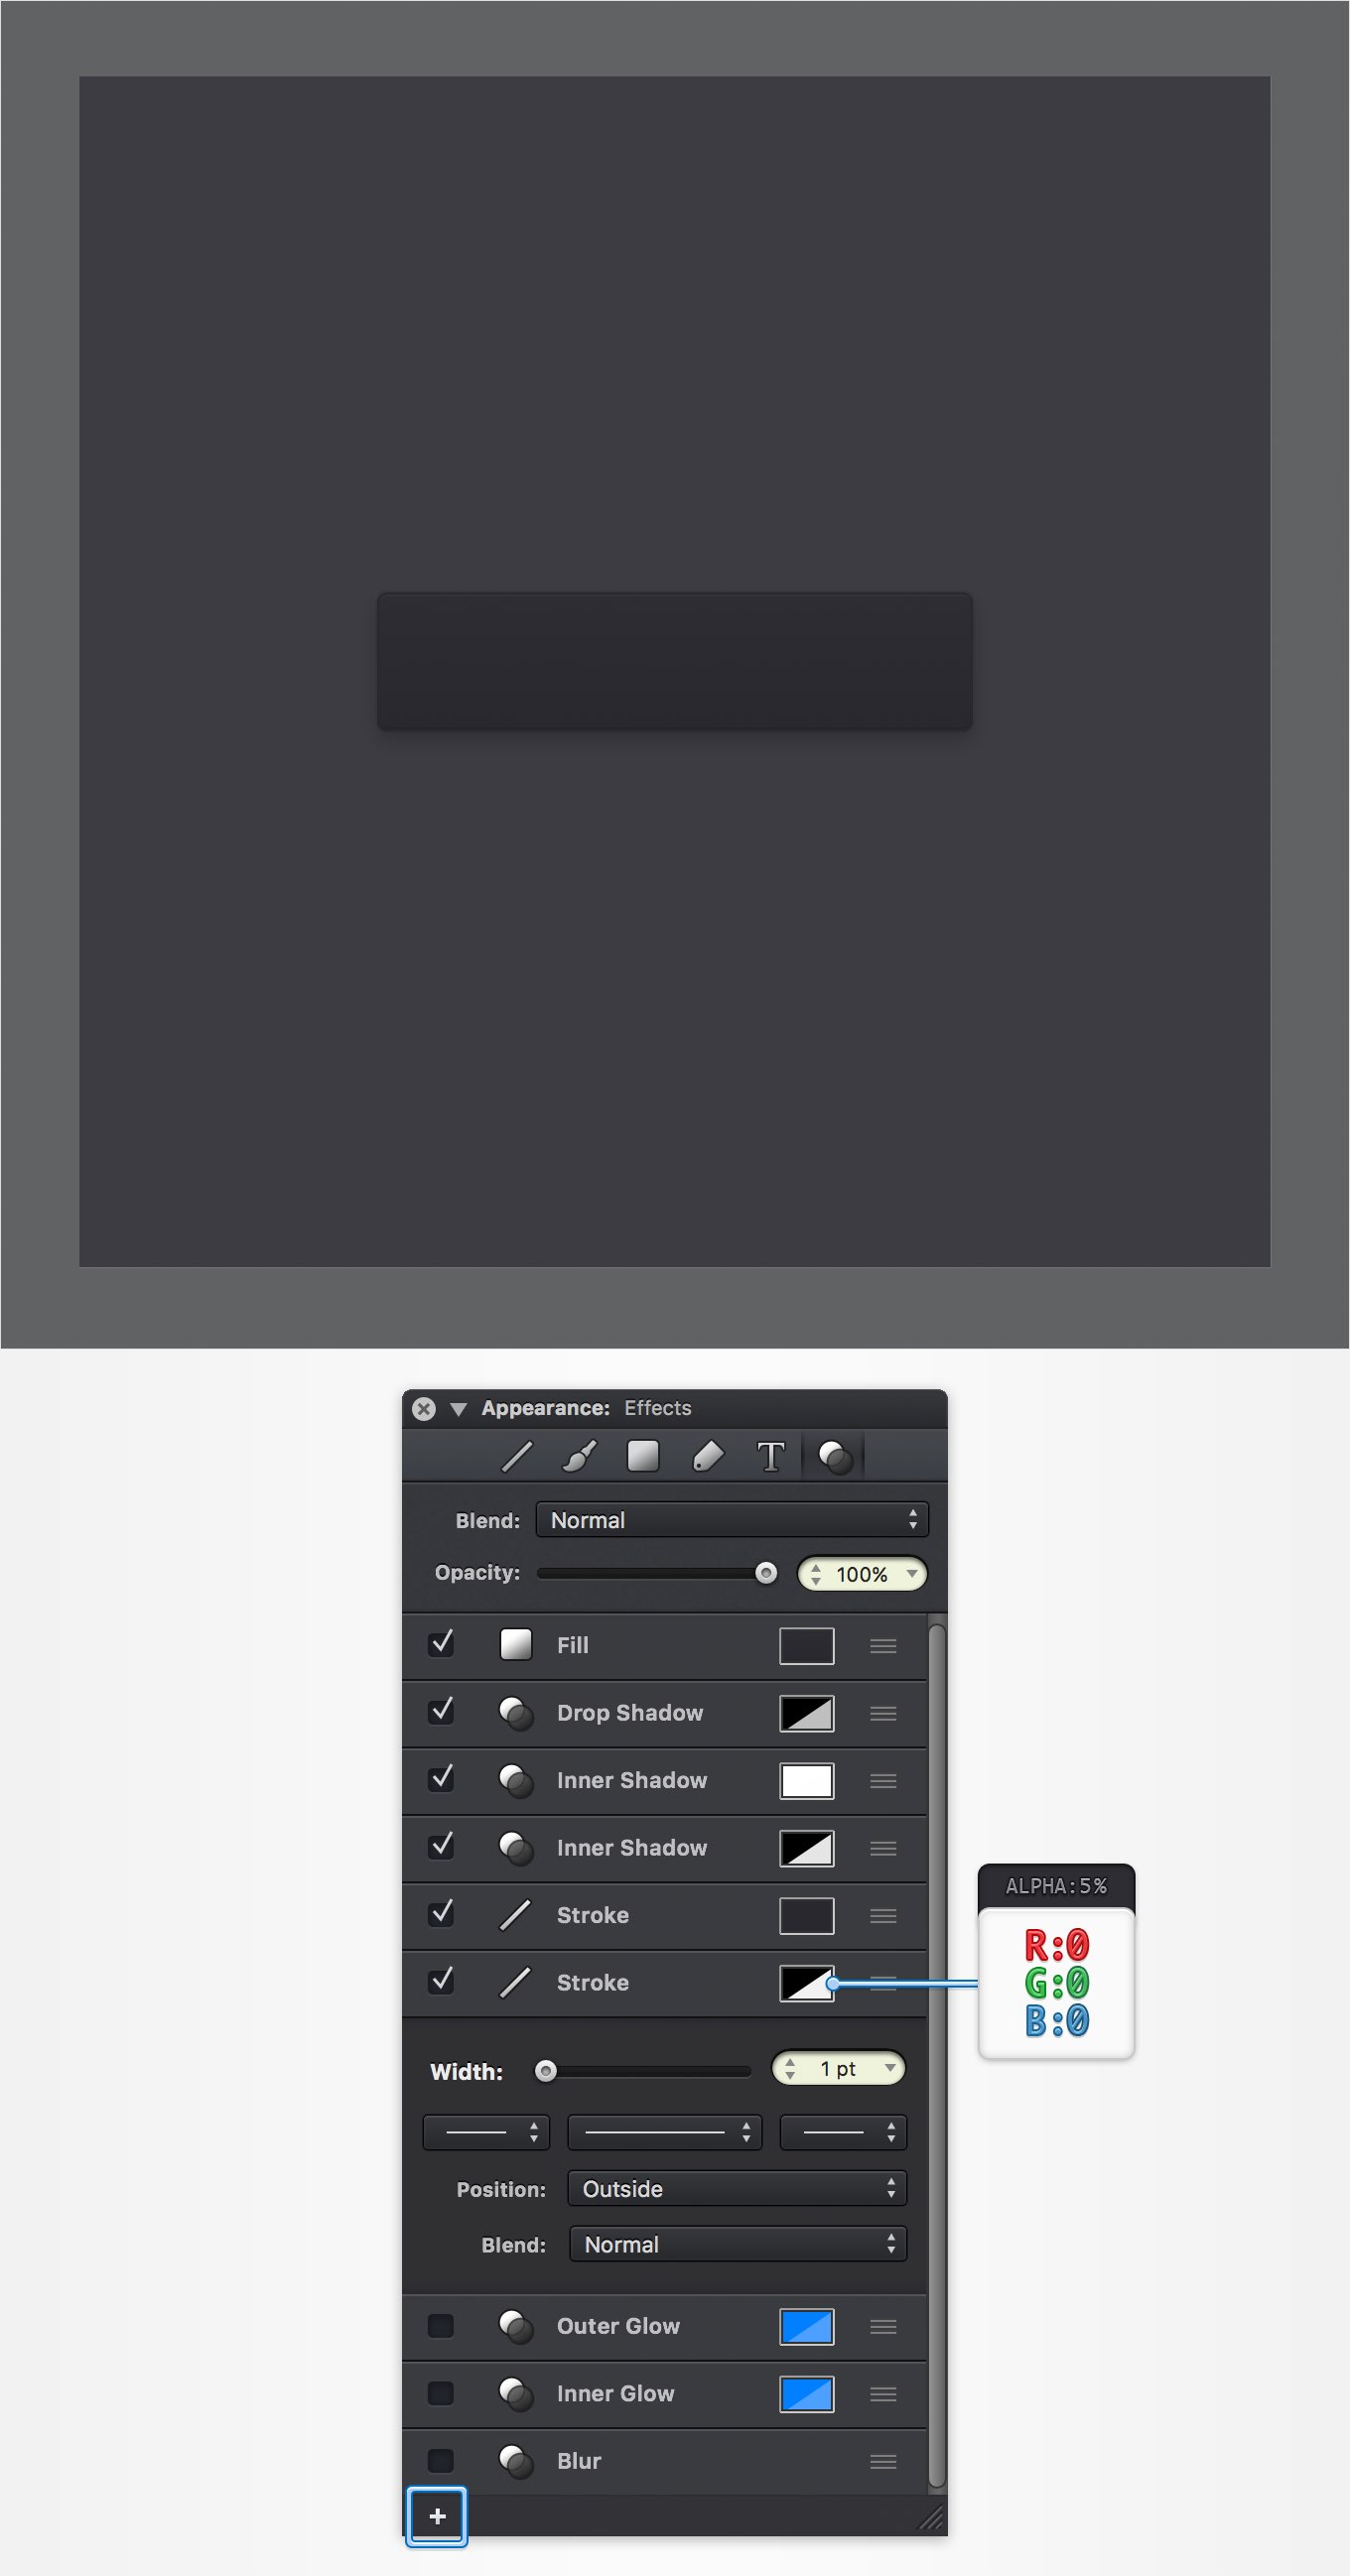 Appearance: Effects
T
Blend: Normal
Opacity: 100%
Fill
Drop Shadow
Inner Shadow
Inner Shadow
Stroke
Stroke
ALPHA:5%
R:0
G:0
B:0
Width: 1 pt
Position: Outside
Blend: Normal
Outer Glow
Inner Glow
Blur
+